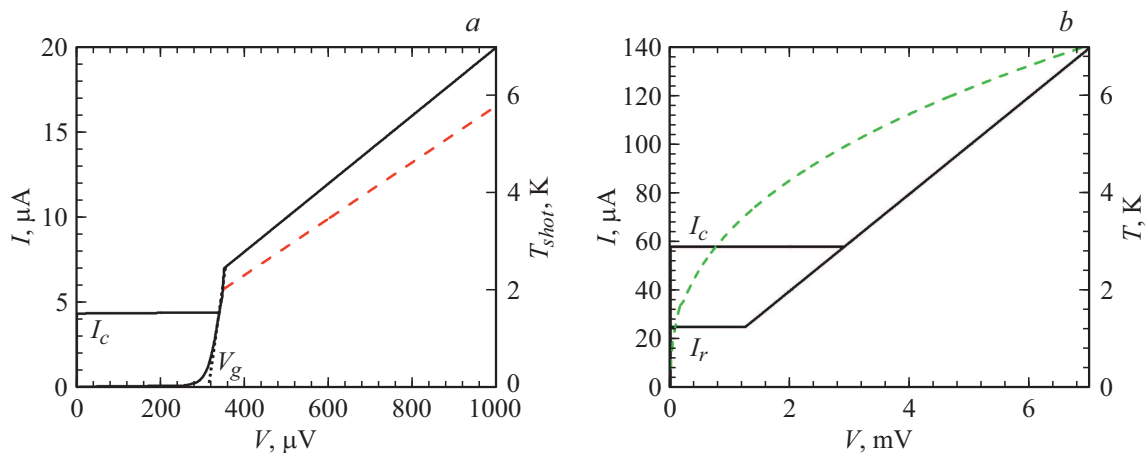 a
20
15
10
5
0
I, μA
I_c
V_g
0 200 400 600 800 1000
V, μV
6
4
2
0
T_shot, K
b
140
120
100
80
60
40
20
0
I, μA
I_c
I_r
0 2 4 6
V, mV
6
4
2
0
T, K